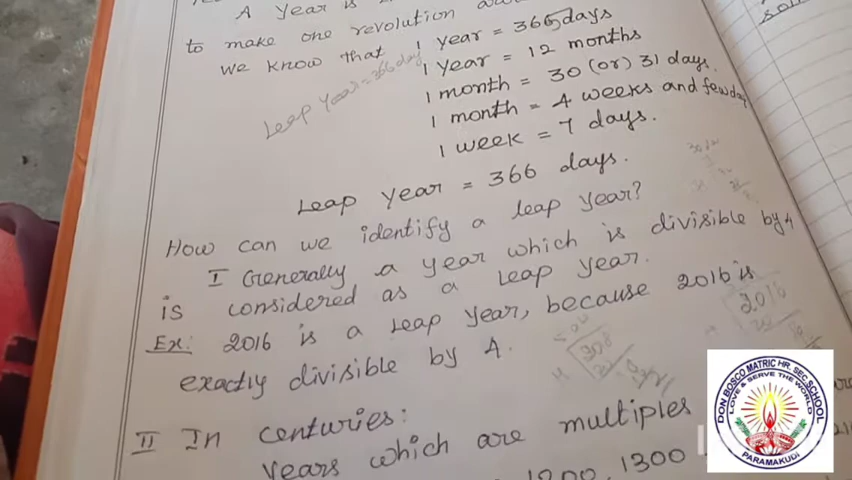 A year is
to make one revolution
we know that 1 year = 366 days
1 year = 12 months
1 month = 30 (or) 31 days.
1 month = 4 weeks and few days
1 week = 7 days.
Leap year = 366 days
Leap year = 366 days.
How can we identify a leap year?
I Generally a year which is divisible by 4
is considered as a leap year.
Ex: 2016 is a leap year, because 2016 is
exactly divisible by 4.
2016
II In centuries:
years which are multiples
1200, 1300
DON BOSCO MATRIC HR. SEC SCHOOL
LOVE & SERVE THE WORLD
PARAMAKUDI